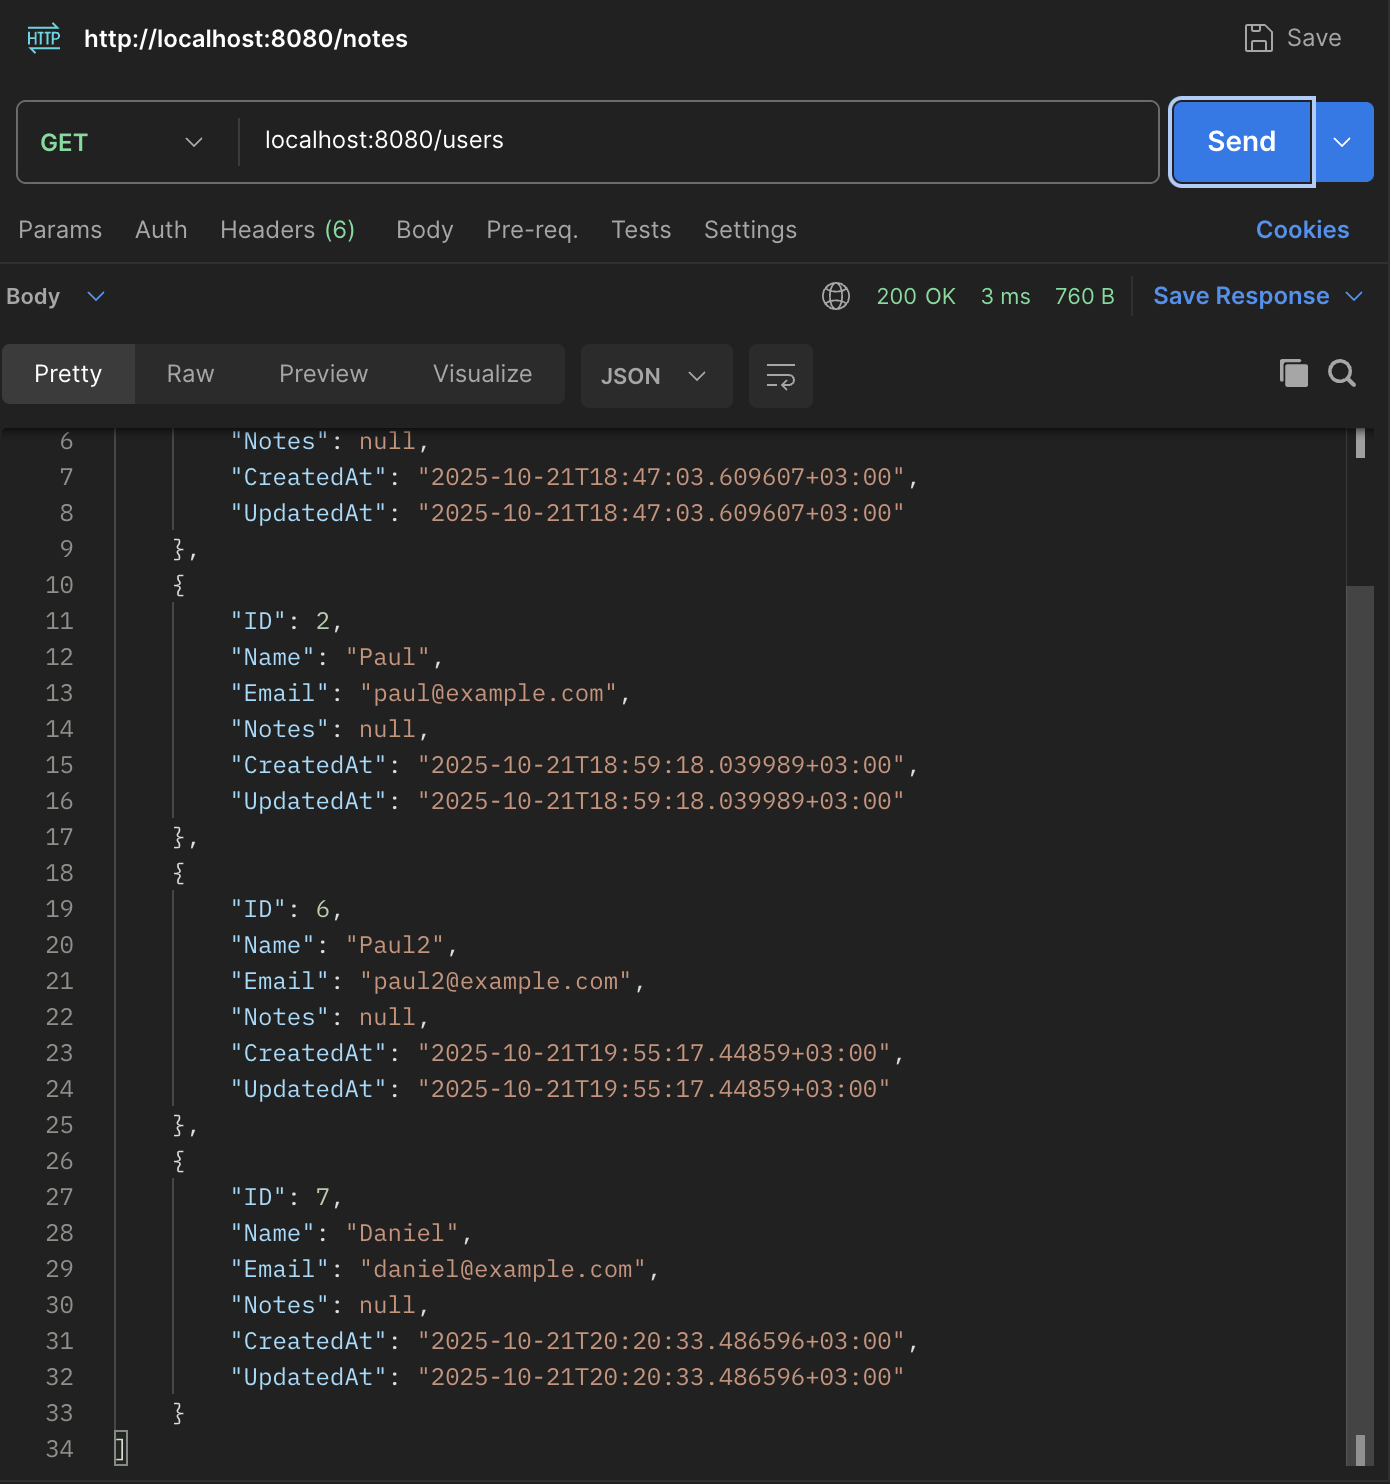 HTTP http://localhost:8080/notes Save
GET localhost:8080/users Send
Params Auth Headers (6) Body Pre-req. Tests Settings Cookies
Body 200 OK 3 ms 760 B Save Response
Pretty Raw Preview Visualize JSON
6 "Notes": null,
7 "CreatedAt": "2025-10-21T18:47:03.609607+03:00",
8 "UpdatedAt": "2025-10-21T18:47:03.609607+03:00"
9 },
10 {
11 "ID": 2,
12 "Name": "Paul",
13 "Email": "paul@example.com",
14 "Notes": null,
15 "CreatedAt": "2025-10-21T18:59:18.039989+03:00",
16 "UpdatedAt": "2025-10-21T18:59:18.039989+03:00"
17 },
18 {
19 "ID": 6,
20 "Name": "Paul2",
21 "Email": "paul2@example.com",
22 "Notes": null,
23 "CreatedAt": "2025-10-21T19:55:17.44859+03:00",
24 "UpdatedAt": "2025-10-21T19:55:17.44859+03:00"
25 },
26 {
27 "ID": 7,
28 "Name": "Daniel",
29 "Email": "daniel@example.com",
30 "Notes": null,
31 "CreatedAt": "2025-10-21T20:20:33.486596+03:00",
32 "UpdatedAt": "2025-10-21T20:20:33.486596+03:00"
33 }
34 ]